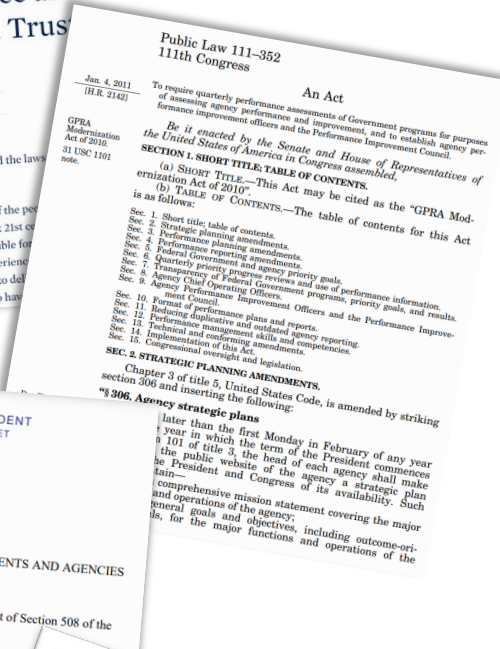 Trus
d the laws
f the peo
21st ce
ble for
erienc
to del
o hav
Public Law 111–352
111th Congress
An Act
Jan. 4, 2011
[H.R. 2142]
To require quarterly performance assessments of Government programs for purposes
of assessing agency performance and improvement, and to establish agency per-
formance improvement officers and the Performance Improvement Council.
GPRA
Modernization
Act of 2010.
31 USC 1101
note.
Be it enacted by the Senate and House of Representatives of
the United States of America in Congress assembled,
SECTION 1. SHORT TITLE; TABLE OF CONTENTS.
(a) SHORT TITLE.—This Act may be cited as the “GPRA Mod-
ernization Act of 2010”.
(b) TABLE OF CONTENTS.—The table of contents for this Act
is as follows:
Sec. 1. Short title; table of contents.
Sec. 2. Strategic planning amendments.
Sec. 3. Performance planning amendments.
Sec. 4. Performance reporting amendments.
Sec. 5. Federal Government and agency priority goals.
Sec. 6. Quarterly priority progress reviews and use of performance information.
Sec. 7. Transparency of Federal Government programs, priority goals, and results.
Sec. 8. Agency Chief Operating Officers.
Sec. 9. Agency Performance Improvement Officers and the Performance Improve-
ment Council.
Sec. 10. Format of performance plans and reports.
Sec. 11. Reducing duplicative and outdated agency reporting.
Sec. 12. Performance management skills and competencies.
Sec. 13. Technical and conforming amendments.
Sec. 14. Implementation of this Act.
Sec. 15. Congressional oversight and legislation.
SEC. 2. STRATEGIC PLANNING AMENDMENTS.
Chapter 3 of title 5, United States Code, is amended by striking
section 306 and inserting the following:
“§ 306. Agency strategic plans
later than the first Monday in February of any year
year in which the term of the President commences
n 101 of title 3, the head of each agency shall make
the public website of the agency a strategic plan
he President and Congress of its availability. Such
tain—
comprehensive mission statement covering the major
and operations of the agency;
general goals and objectives, including outcome-ori-
ls, for the major functions and operations of the
DENT
ET
ENTS AND AGENCIES
t of Section 508 of the